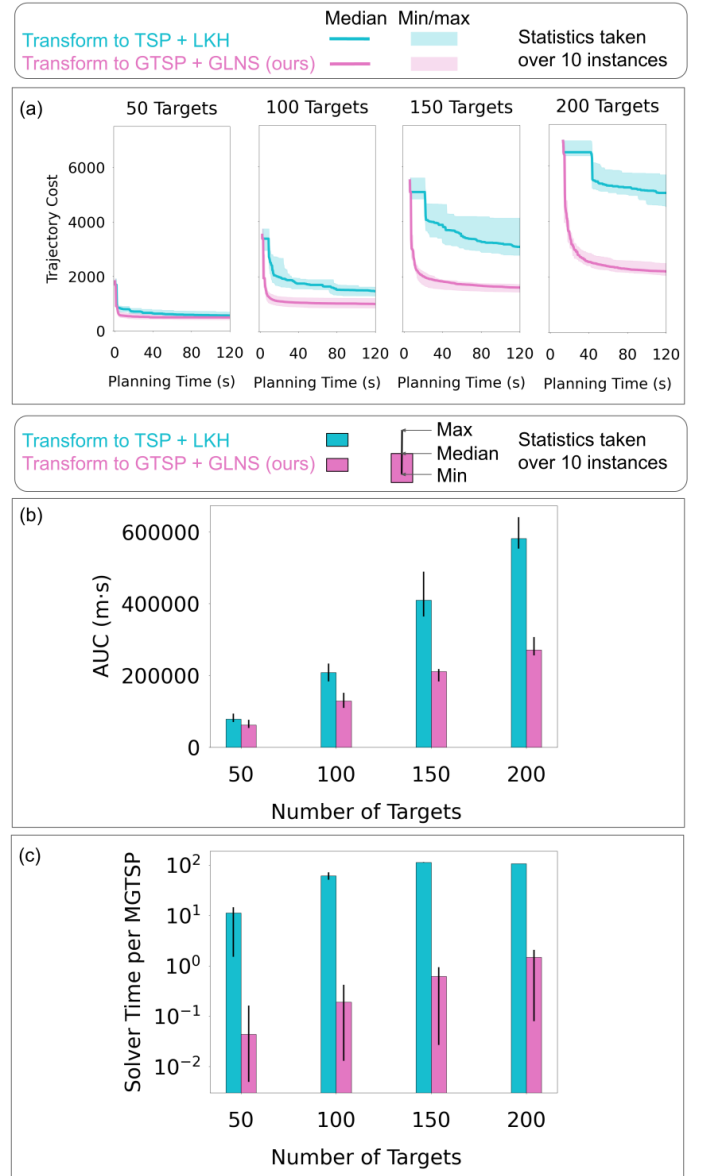 Median Min/max
Transform to TSP + LKH Statistics taken
Transform to GTSP + GLNS (ours) over 10 instances
(a) 50 Targets 100 Targets 150 Targets 200 Targets
Trajectory Cost
6000
4000
2000
0
0 40 80 120 0 40 80 120 0 40 80 120 0 40 80 120
Planning Time (s) Planning Time (s) Planning Time (s) Planning Time (s)
Transform to TSP + LKH Max Statistics taken
Transform to GTSP + GLNS (ours) Median over 10 instances
Min
(b)
AUC (m·s)
600000
400000
200000
0
50 100 150 200
Number of Targets
(c)
Solver Time per MGTSP
10²
10¹
10⁰
10⁻¹
10⁻²
50 100 150 200
Number of Targets